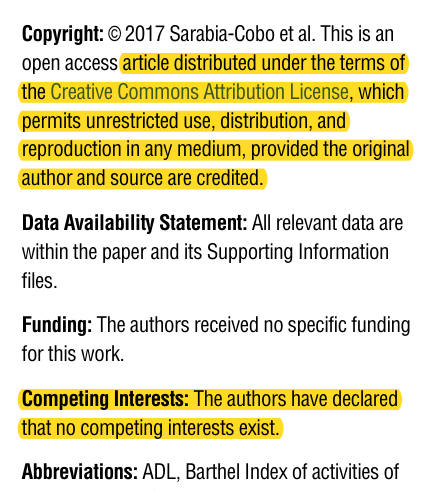 Copyright: © 2017 Sarabia-Cobo et al. This is an
open access article distributed under the terms of
the Creative Commons Attribution License, which
permits unrestricted use, distribution, and
reproduction in any medium, provided the original
author and source are credited.
Data Availability Statement: All relevant data are
within the paper and its Supporting Information
files.
Funding: The authors received no specific funding
for this work.
Competing Interests: The authors have declared
that no competing interests exist.
Abbreviations: ADL, Barthel Index of activities of